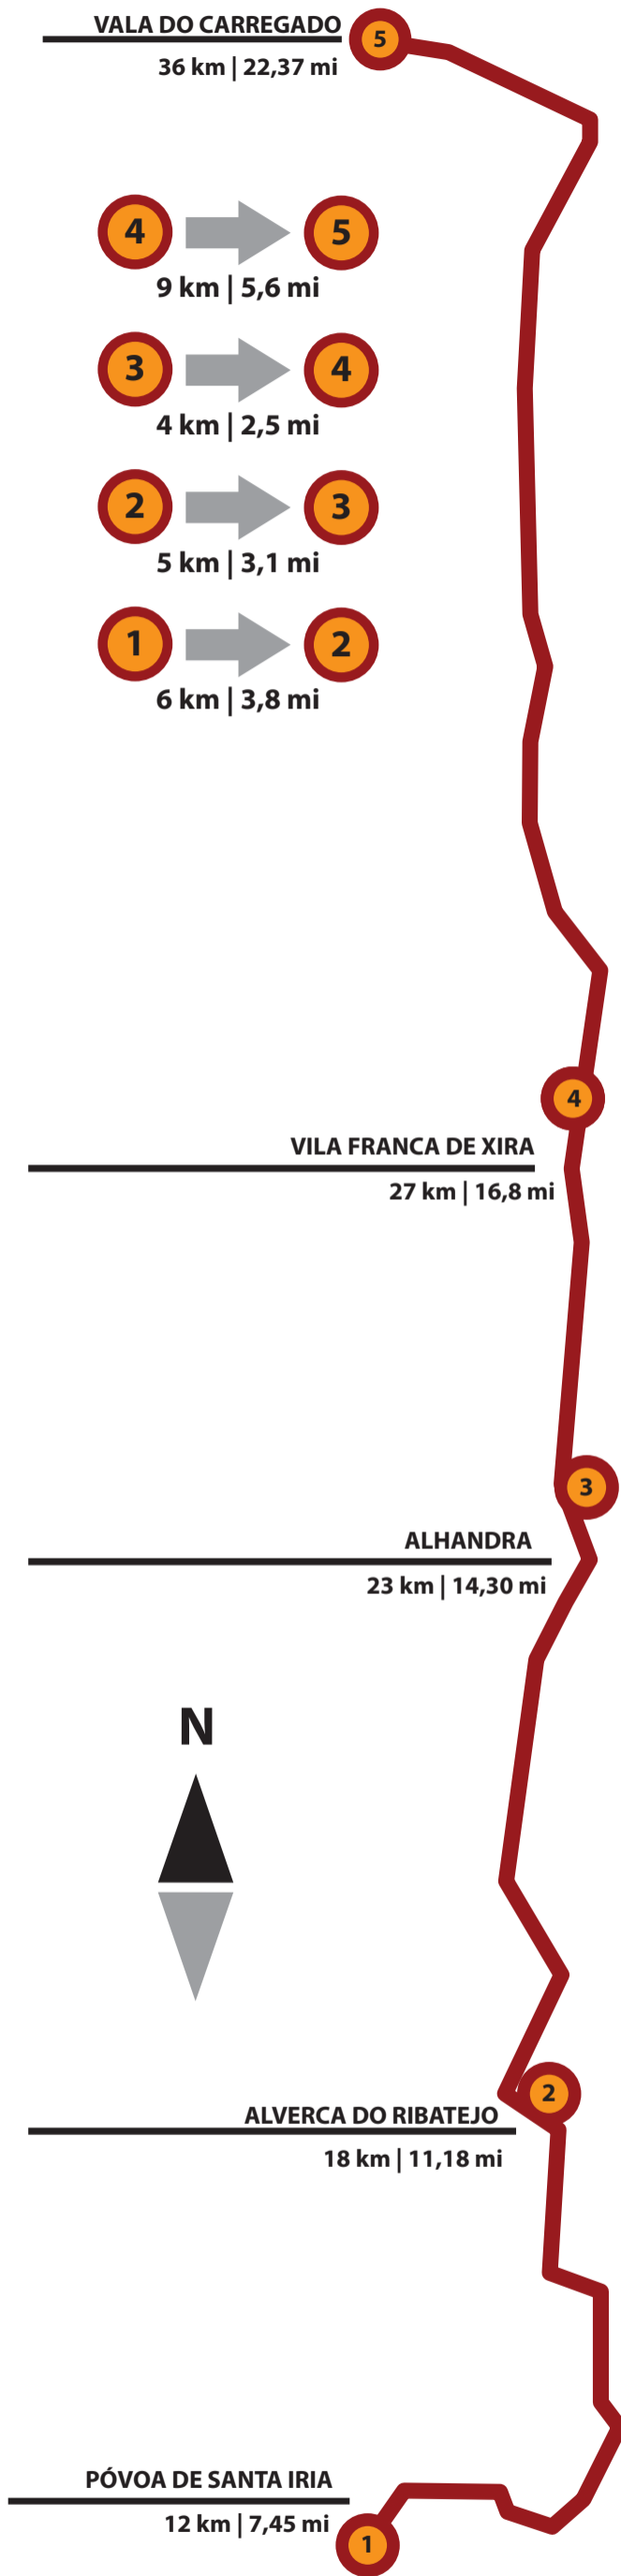 VALA DO CARREGADO
36 km | 22,37 mi
5
4 5
9 km | 5,6 mi
3 4
4 km | 2,5 mi
2 3
5 km | 3,1 mi
1 2
6 km | 3,8 mi
4
VILA FRANCA DE XIRA
27 km | 16,8 mi
3
ALHANDRA
23 km | 14,30 mi
N
2
ALVERCA DO RIBATEJO
18 km | 11,18 mi
PÓVOA DE SANTA IRIA
12 km | 7,45 mi
1